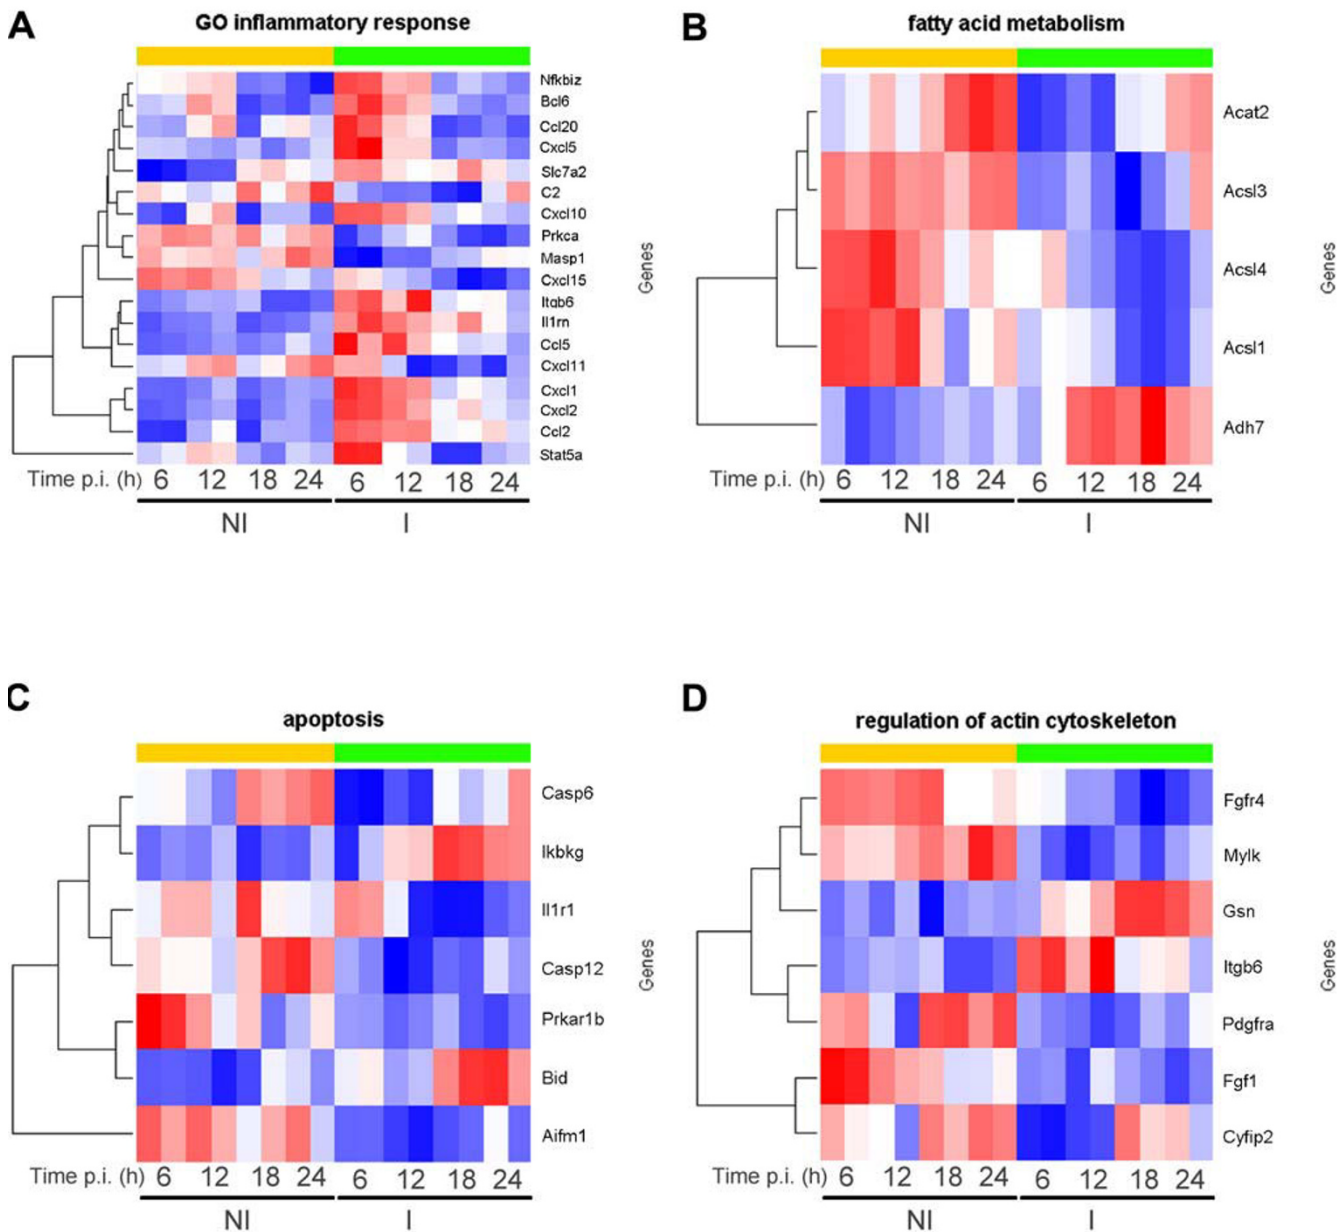 A
GO inflammatory response
Nfkbiz
Bcl6
Ccl20
Cxcl5
Slc7a2
C2
Cxcl10
Prkca
Masp1
Cxcl15
Itgb6
Il1rn
Ccl5
Cxcl11
Cxcl1
Cxcl2
Ccl2
Stat5a
Genes
Time p.i. (h) 6 12 18 24 6 12 18 24
NI I
B
fatty acid metabolism
Acat2
Acsl3
Acsl4
Acsl1
Adh7
Genes
Time p.i. (h) 6 12 18 24 6 12 18 24
NI I
C
apoptosis
Casp6
Ikbkg
Il1r1
Casp12
Prkar1b
Bid
Aifm1
Genes
Time p.i. (h) 6 12 18 24 6 12 18 24
NI I
D
regulation of actin cytoskeleton
Fgfr4
Mylk
Gsn
Itgb6
Pdgfra
Fgf1
Cyfip2
Genes
Time p.i. (h) 6 12 18 24 6 12 18 24
NI I